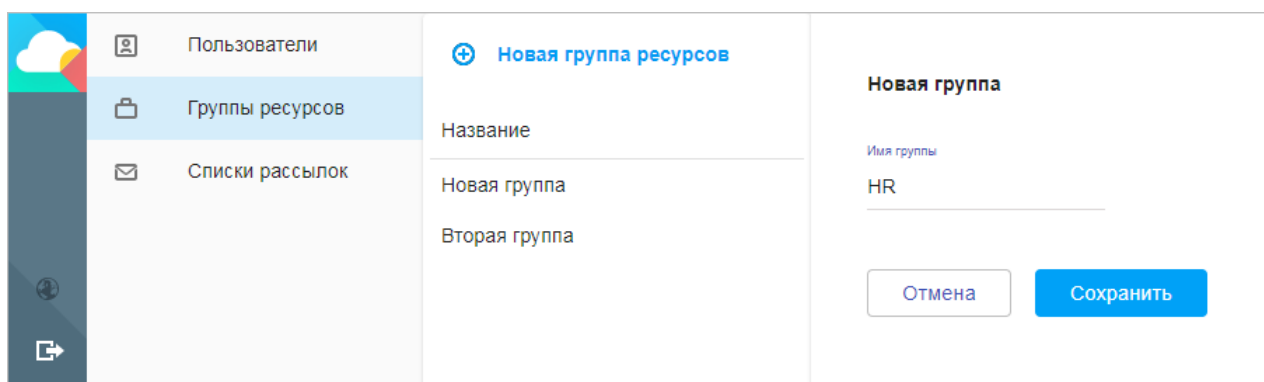 Пользователи
Группы ресурсов
Списки рассылок
Новая группа ресурсов
Название
Новая группа
Вторая группа
Новая группа
Имя группы
HR
Отмена
Сохранить